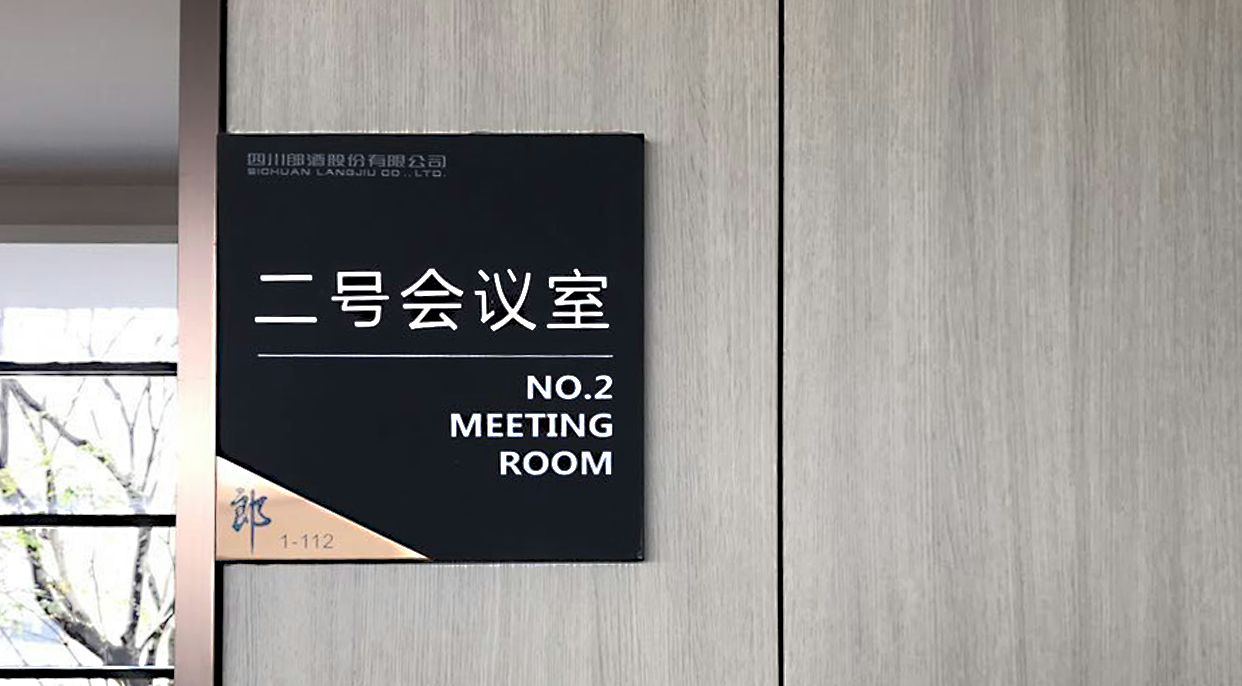 四川郎酒股份有限公司
SICHUAN LANGJIU CO.,LTD.
二号会议室
NO.2
MEETING
ROOM
郎
1-112